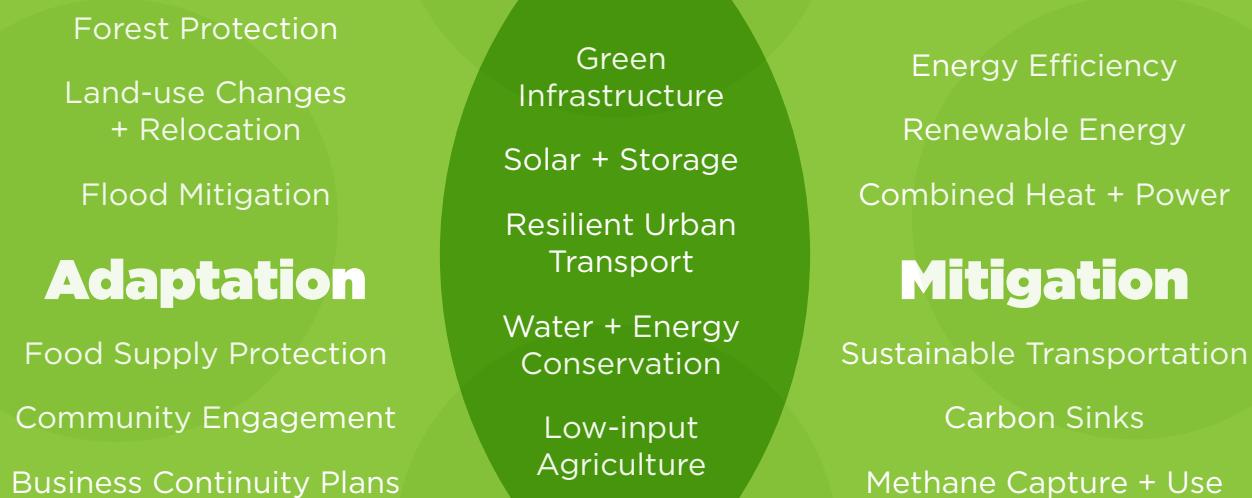 Forest Protection
Land-use Changes
+ Relocation
Flood Mitigation
Adaptation
Food Supply Protection
Community Engagement
Business Continuity Plans
Green
Infrastructure
Solar + Storage
Resilient Urban
Transport
Water + Energy
Conservation
Low-input
Agriculture
Energy Efficiency
Renewable Energy
Combined Heat + Power
Mitigation
Sustainable Transportation
Carbon Sinks
Methane Capture + Use